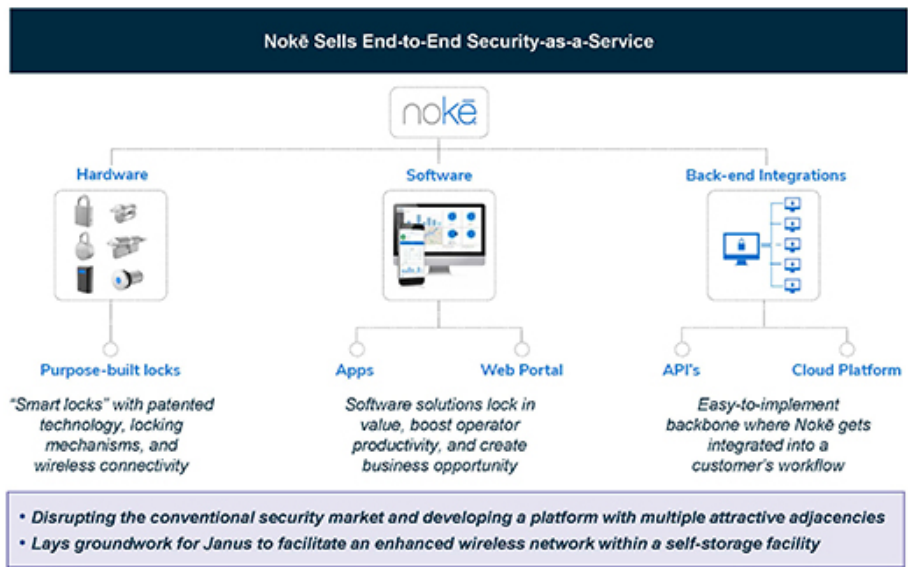 Nokē Sells End-to-End Security-as-a-Service
nokē
Hardware
Software
Back-end Integrations
Purpose-built locks
Apps
Web Portal
API's
Cloud Platform
"Smart locks" with patented
technology, locking
mechanisms, and
wireless connectivity
Software solutions lock in
value, boost operator
productivity, and create
business opportunity
Easy-to-implement
backbone where Nokē gets
integrated into a
customer's workflow
• Disrupting the conventional security market and developing a platform with multiple attractive adjacencies
• Lays groundwork for Janus to facilitate an enhanced wireless network within a self-storage facility